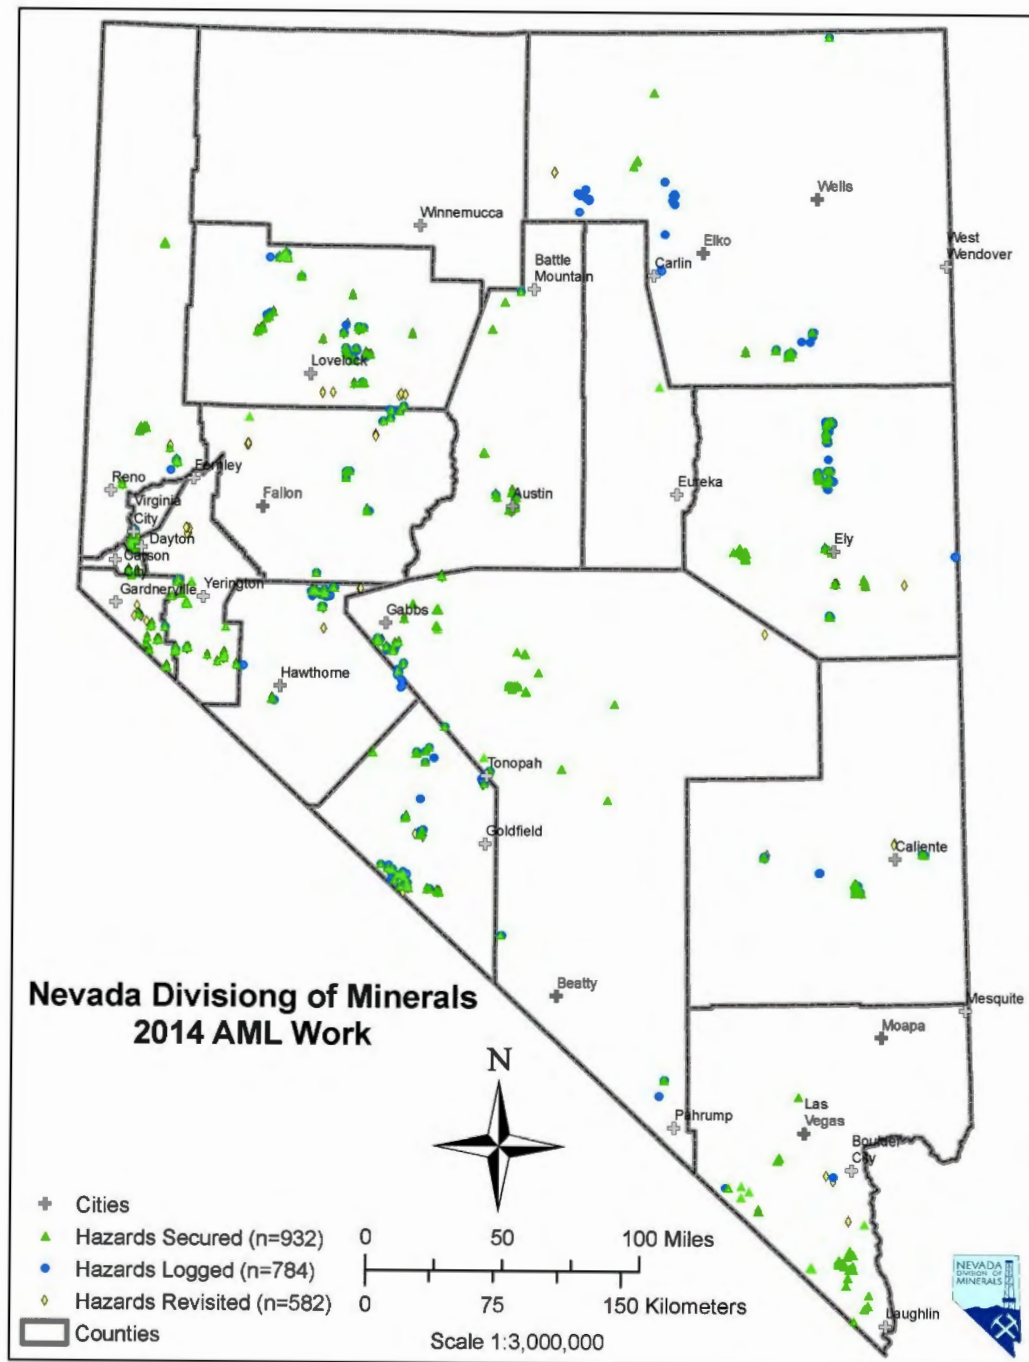 Wells
Winnemucca
West
Wendover
Elko
Battle
Mountain
Carlin
Lovelock
Fernley
Reno
Virginia
City
Fallon
Austin
Eureka
Dayton
Carson
City
Ely
Gardnerville
Yerington
Gabbs
Hawthorne
Tonopah
Goldfield
Caliente
Beatty
Nevada Divisiong of Minerals
2014 AML Work
Mesquite
Moapa
N
Las
Vegas
Pahrump
Boulder
City
Cities
Hazards Secured (n=932)
Hazards Logged (n=784)
Hazards Revisited (n=582)
Counties
0 50 100 Miles
0 75 150 Kilometers
Scale 1:3,000,000
NEVADA
DIVISION OF
MINERALS
Laughlin